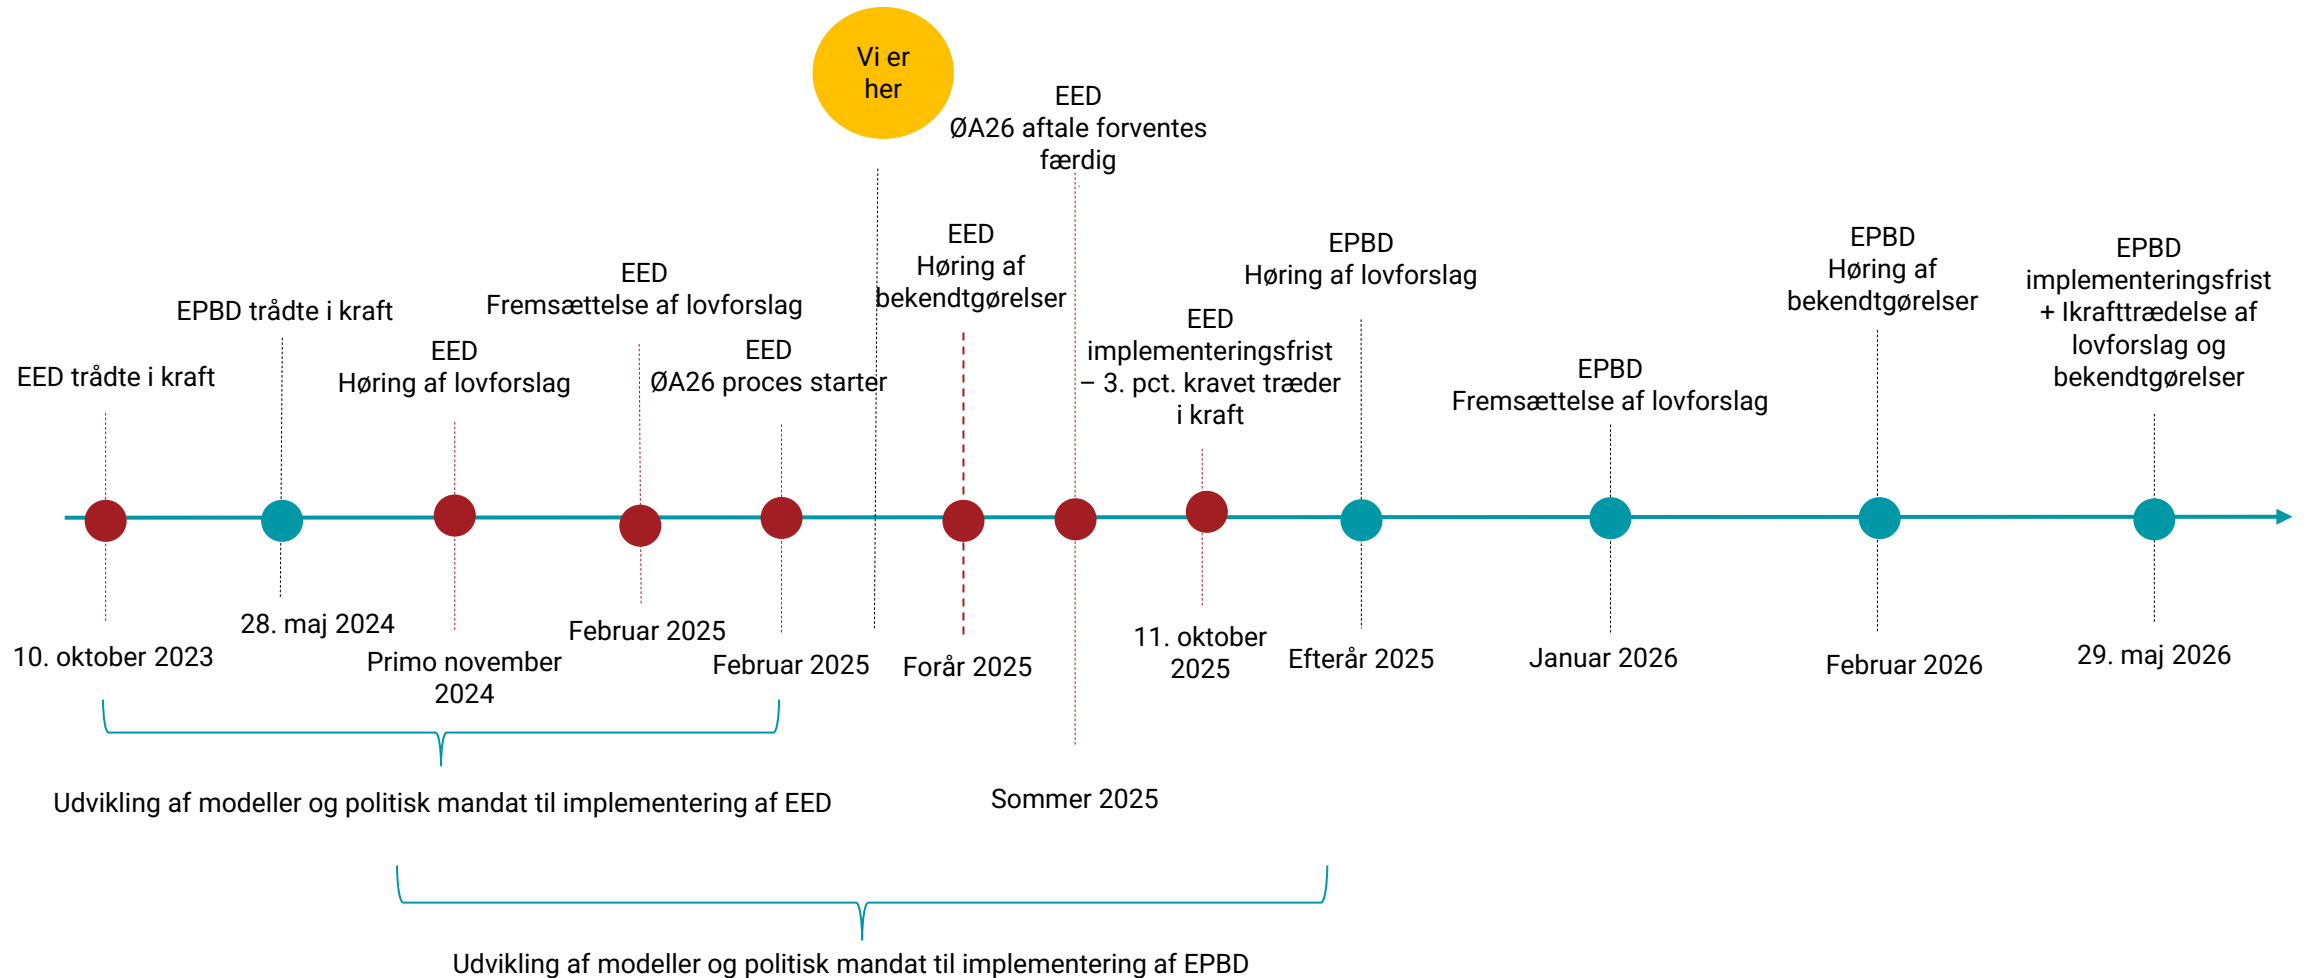 Vi er
her
EED
ØA26 aftale forventes
færdig
EED
Høring af
bekendtgørelser
EPBD
Høring af lovforslag
EPBD
Høring af
bekendtgørelser
EPBD
implementeringsfrist
+ Ikrafttrædelse af
lovforslag og
bekendtgørelser
EED
Fremsættelse af lovforslag
EPBD trådte i kraft
EED
implementeringsfrist
– 3. pct. kravet træder
i kraft
EED
Høring af lovforslag
EED
ØA26 proces starter
EED trådte i kraft
EPBD
Fremsættelse af lovforslag
10. oktober 2023
28. maj 2024
Primo november
2024
Februar 2025
Februar 2025
Forår 2025
Sommer 2025
11. oktober
2025
Efterår 2025
Januar 2026
Februar 2026
29. maj 2026
Udvikling af modeller og politisk mandat til implementering af EED
Udvikling af modeller og politisk mandat til implementering af EPBD